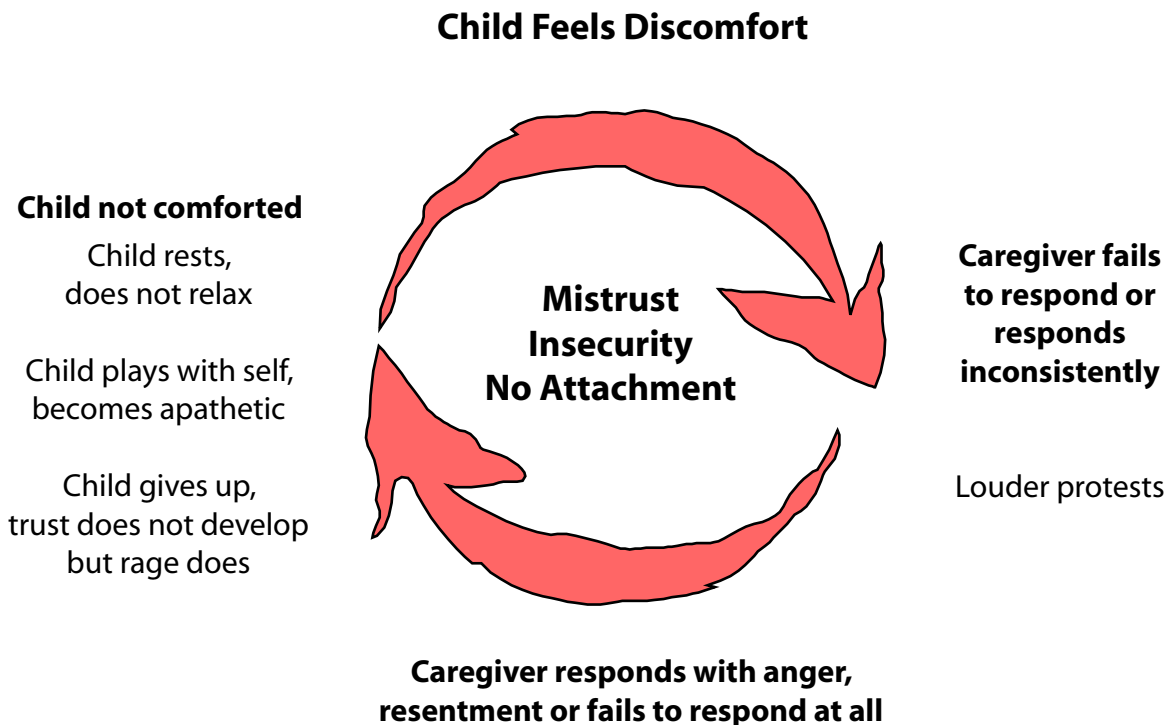 Child Feels Discomfort
Child not comforted
Child rests,
does not relax
Child plays with self,
becomes apathetic
Child gives up,
trust does not develop
but rage does
Mistrust
Insecurity
No Attachment
Caregiver fails
to respond or
responds
inconsistently
Louder protests
Caregiver responds with anger,
resentment or fails to respond at all